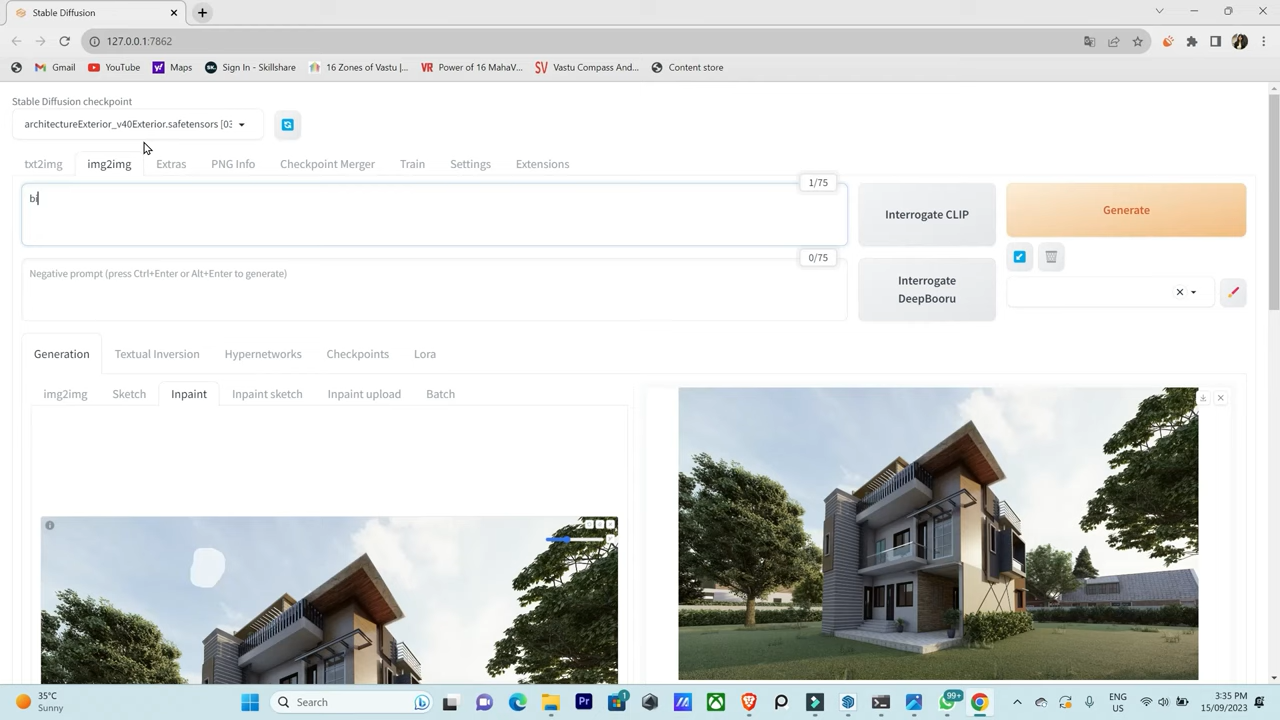 Stable Diffusion
127.0.0.1:7862
Gmail YouTube Maps Sign In - Skillshare 16 Zones of Vastu |... Power of 16 MahaV... Vastu Compass And... Content store
Stable Diffusion checkpoint
architectureExterior_v40Exterior.safetensors [03
txt2img img2img Extras PNG Info Checkpoint Merger Train Settings Extensions
1/75
bi
Interrogate CLIP
Generate
0/75
Negative prompt (press Ctrl+Enter or Alt+Enter to generate)
Interrogate
DeepBooru
Generation Textual Inversion Hypernetworks Checkpoints Lora
img2img Sketch Inpaint Inpaint sketch Inpaint upload Batch
35°C
Sunny
Search
99+
ENG
US
3:35 PM
15/09/2023